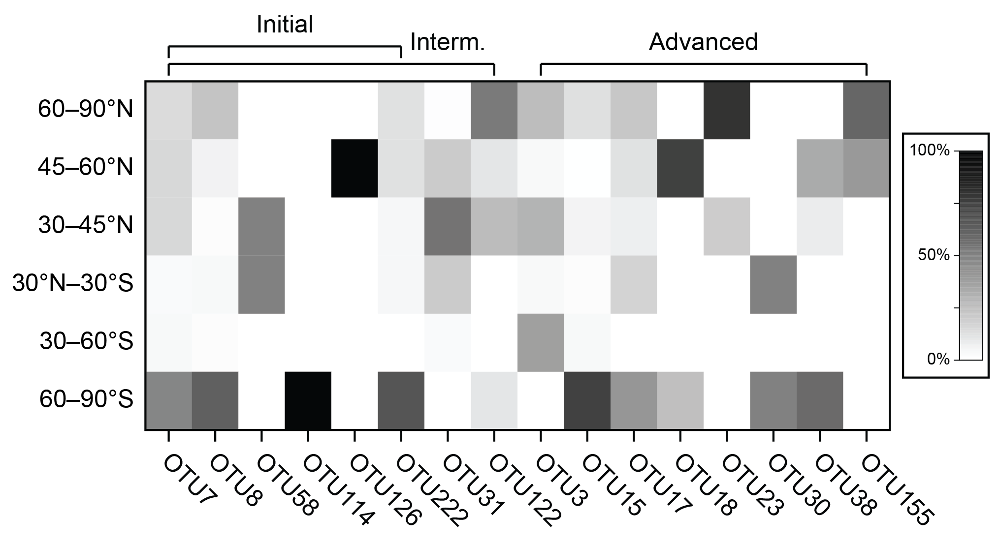 Initial
Interm.
Advanced
60–90°N
45–60°N
30–45°N
30°N–30°S
30–60°S
60–90°S
100%
50%
0%
OTU7
OTU8
OTU58
OTU114
OTU126
OTU222
OTU31
OTU122
OTU3
OTU15
OTU17
OTU18
OTU23
OTU30
OTU38
OTU155